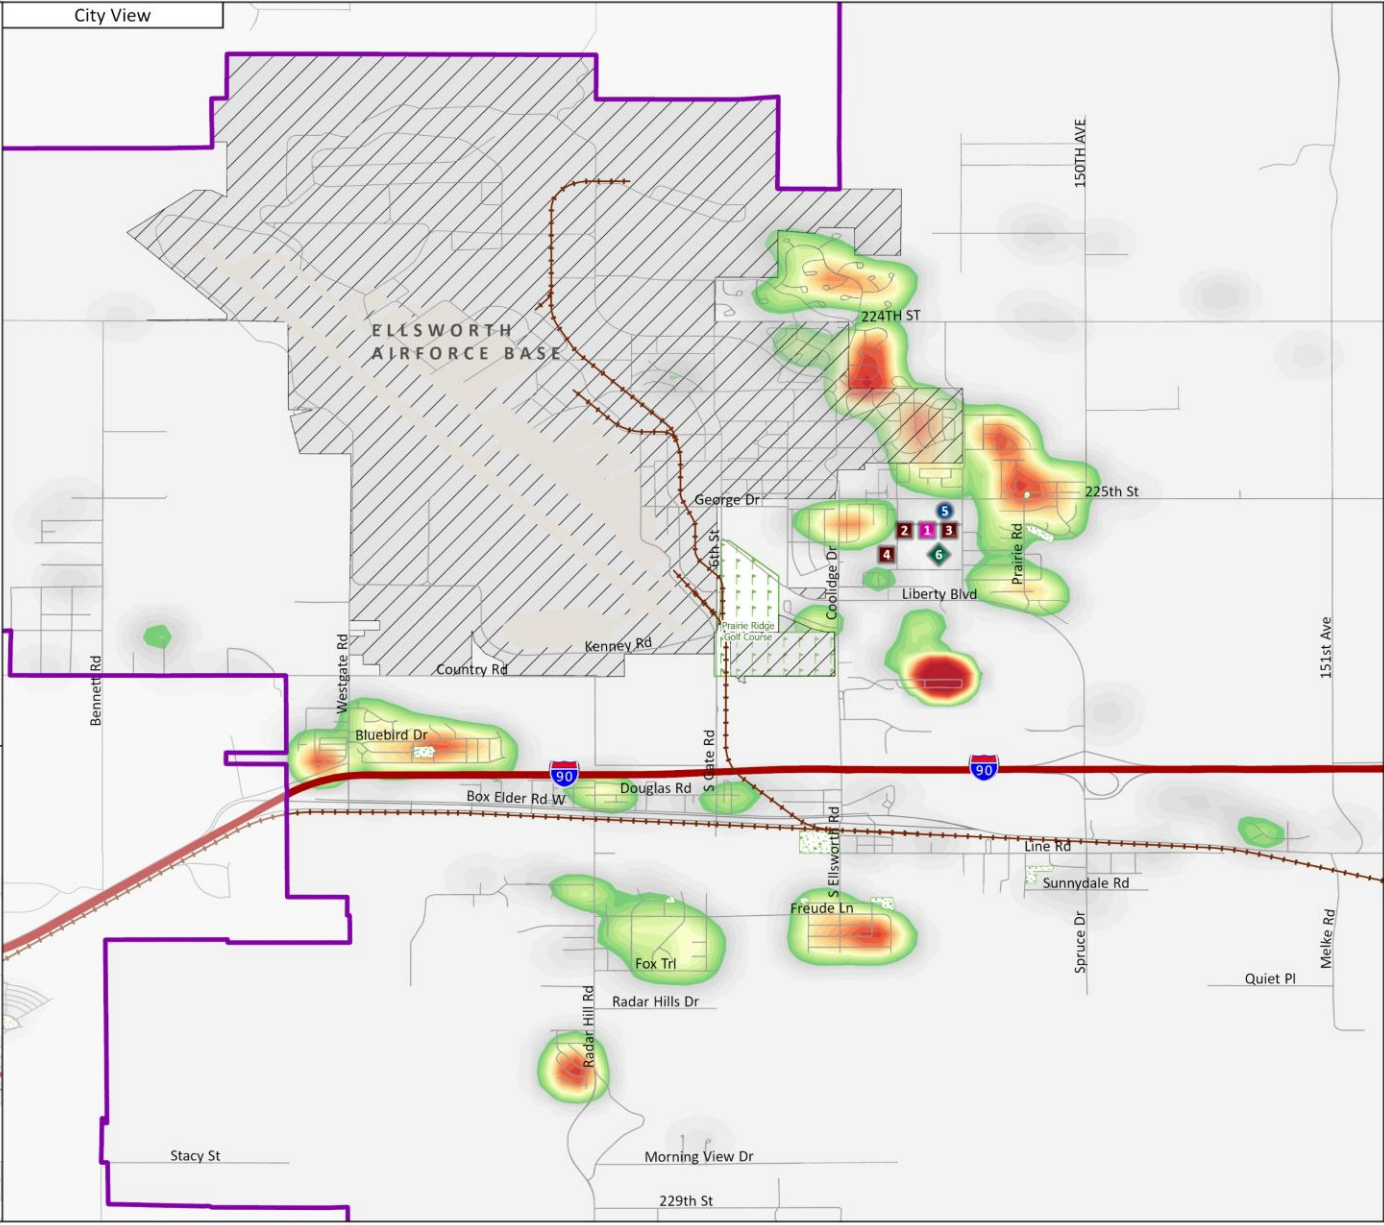 City View
150TH AVE
224TH ST
ELLSWORTH
AIRFORCE BASE
225th St
George Dr
5
2
1
3
4
6
6th St
Coolidge Dr
Prairie Rd
Liberty Blvd
Prairie Ridge
Golf Course
Kenney Rd
Country Rd
Westgate Rd
Bennett Rd
151st Ave
Bluebird Dr
S Gate Rd
90
90
Douglas Rd
Box Elder Rd W
S Ellsworth Rd
Line Rd
Sunnydale Rd
Freude Ln
Spruce Dr
Melke Rd
Fox Trl
Quiet Pl
Radar Hills Dr
Radar Hill Rd
Stacy St
Morning View Dr
229th St